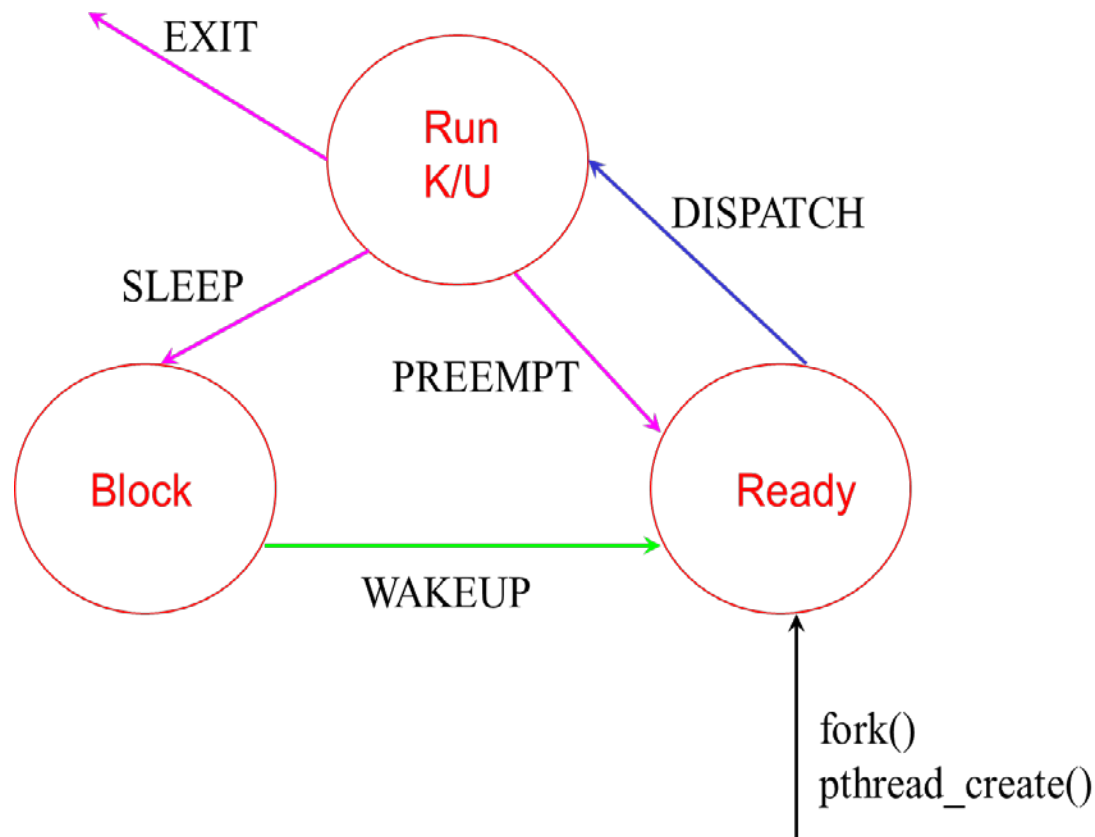 EXIT
Run
K/U
DISPATCH
SLEEP
PREEMPT
Block
Ready
WAKEUP
fork()
pthread_create()